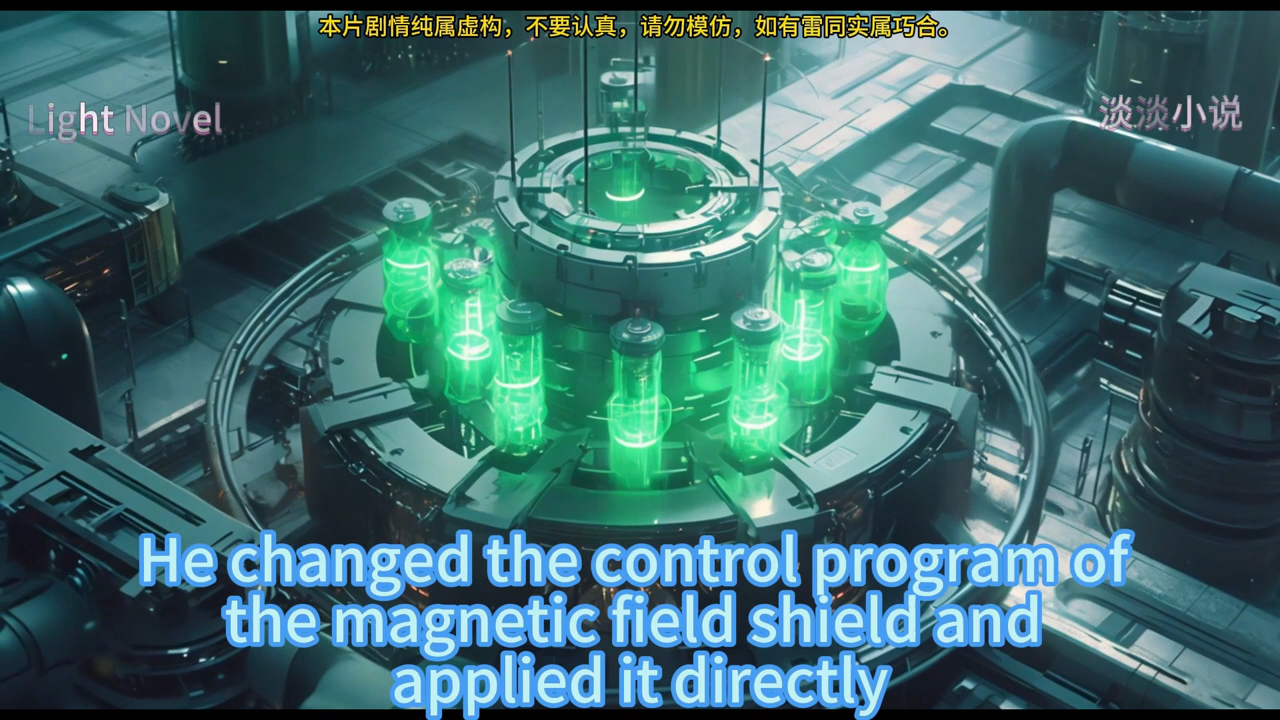 本片剧情纯属虚构，不要认真，请勿模仿，如有雷同实属巧合。
Light Novel
淡淡小说
He changed the control program of
the magnetic field shield and
applied it directly